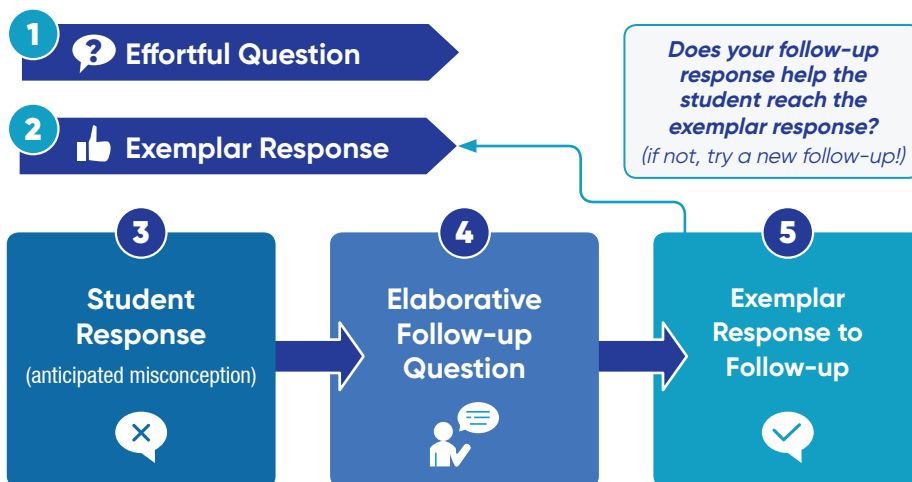 1
Effortful Question
Does your follow-up
response help the
student reach the
exemplar response?
(if not, try a new follow-up!)
2
Exemplar Response
3
Student
Response
(anticipated misconception)
4
Elaborative
Follow-up
Question
5
Exemplar
Response to
Follow-up